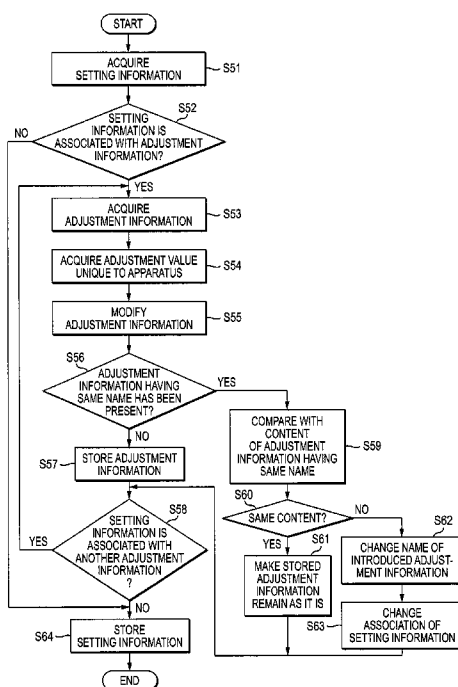 START
ACQUIRE
SETTING INFORMATION
S51
S52
SETTING
INFORMATION IS
ASSOCIATED WITH ADJUSTMENT
INFORMATION?
NO
YES
ACQUIRE
ADJUSTMENT INFORMATION
S53
ACQUIRE ADJUSTMENT VALUE
UNIQUE TO APPARATUS
S54
MODIFY
ADJUSTMENT INFORMATION
S55
S56
ADJUSTMENT
INFORMATION HAVING
SAME NAME HAS BEEN
PRESENT?
YES
NO
S57
STORE ADJUSTMENT
INFORMATION
COMPARE WITH
CONTENT
OF ADJUSTMENT
INFORMATION HAVING
SAME NAME
S59
S58
SETTING
INFORMATION IS
ASSOCIATED WITH
ANOTHER ADJUSTMENT
INFORMATION
?
YES
NO
S60
SAME CONTENT?
NO
YES
S61
MAKE STORED
ADJUSTMENT
INFORMATION
REMAIN AS IT IS
S62
CHANGE NAME OF
INTRODUCED ADJUST-
MENT INFORMATION
S63
CHANGE
ASSOCIATION OF
SETTING INFORMATION
S64
STORE
SETTING INFORMATION
END